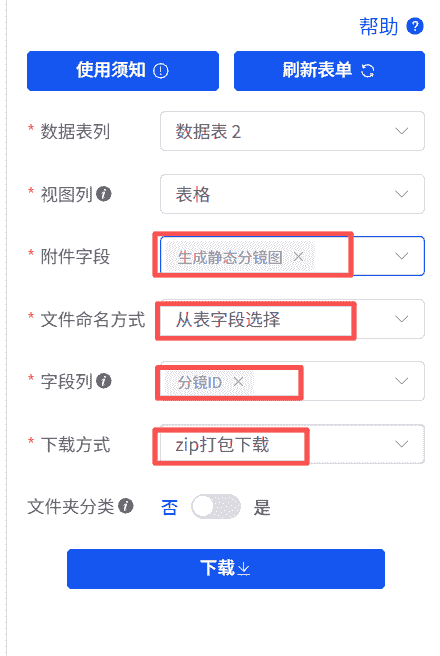 帮助
使用须知 刷新表单
* 数据表列 数据表 2
* 视图列 表格
* 附件字段 生成静态分镜图 ×
* 文件命名方式 从表字段选择
* 字段列 分镜ID ×
* 下载方式 zip打包下载
文件夹分类 否 是
下载